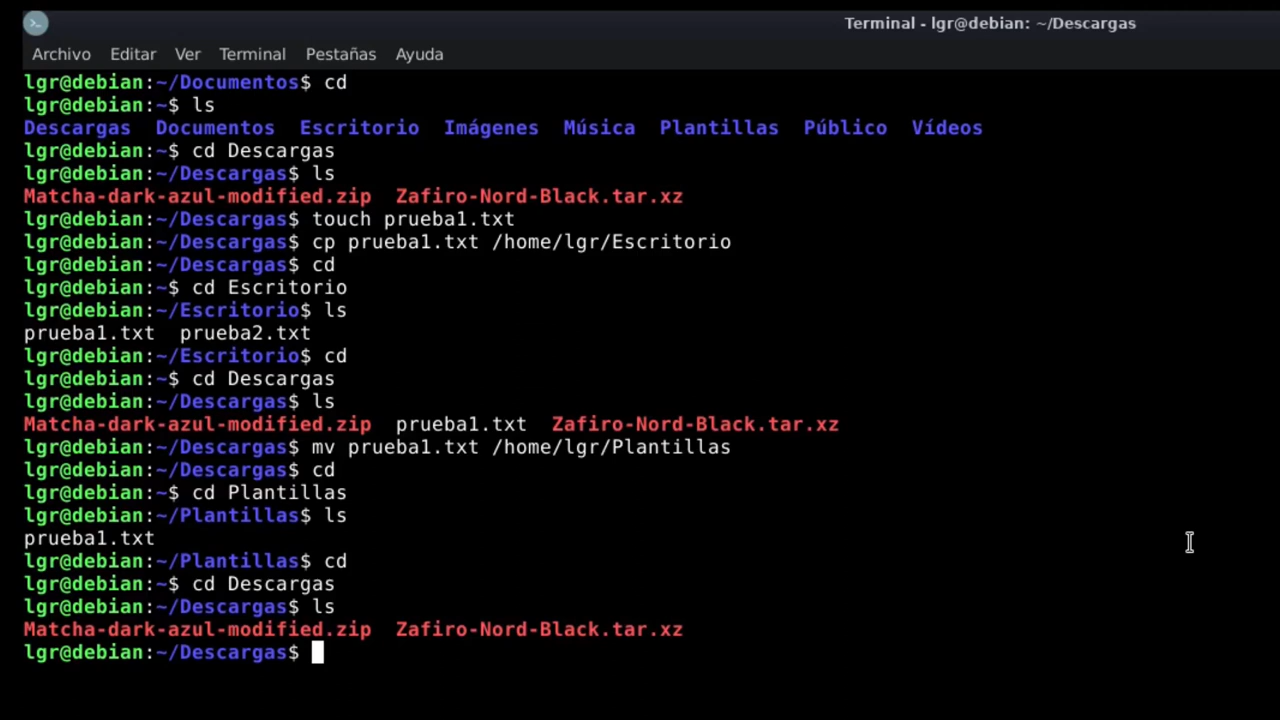 Terminal - lgr@debian: ~/Descargas
Archivo Editar Ver Terminal Pestañas Ayuda
lgr@debian:~/Documentos$ cd
lgr@debian:~$ ls
Descargas  Documentos  Escritorio  Imágenes  Música  Plantillas  Público  Vídeos
lgr@debian:~$ cd Descargas
lgr@debian:~/Descargas$ ls
Matcha-dark-azul-modified.zip  Zafiro-Nord-Black.tar.xz
lgr@debian:~/Descargas$ touch prueba1.txt
lgr@debian:~/Descargas$ cp prueba1.txt /home/lgr/Escritorio
lgr@debian:~/Descargas$ cd
lgr@debian:~$ cd Escritorio
lgr@debian:~/Escritorio$ ls
prueba1.txt  prueba2.txt
lgr@debian:~/Escritorio$ cd
lgr@debian:~$ cd Descargas
lgr@debian:~/Descargas$ ls
Matcha-dark-azul-modified.zip  prueba1.txt  Zafiro-Nord-Black.tar.xz
lgr@debian:~/Descargas$ mv prueba1.txt /home/lgr/Plantillas
lgr@debian:~/Descargas$ cd
lgr@debian:~$ cd Plantillas
lgr@debian:~/Plantillas$ ls
prueba1.txt
lgr@debian:~/Plantillas$ cd
lgr@debian:~$ cd Descargas
lgr@debian:~/Descargas$ ls
Matcha-dark-azul-modified.zip  Zafiro-Nord-Black.tar.xz
lgr@debian:~/Descargas$